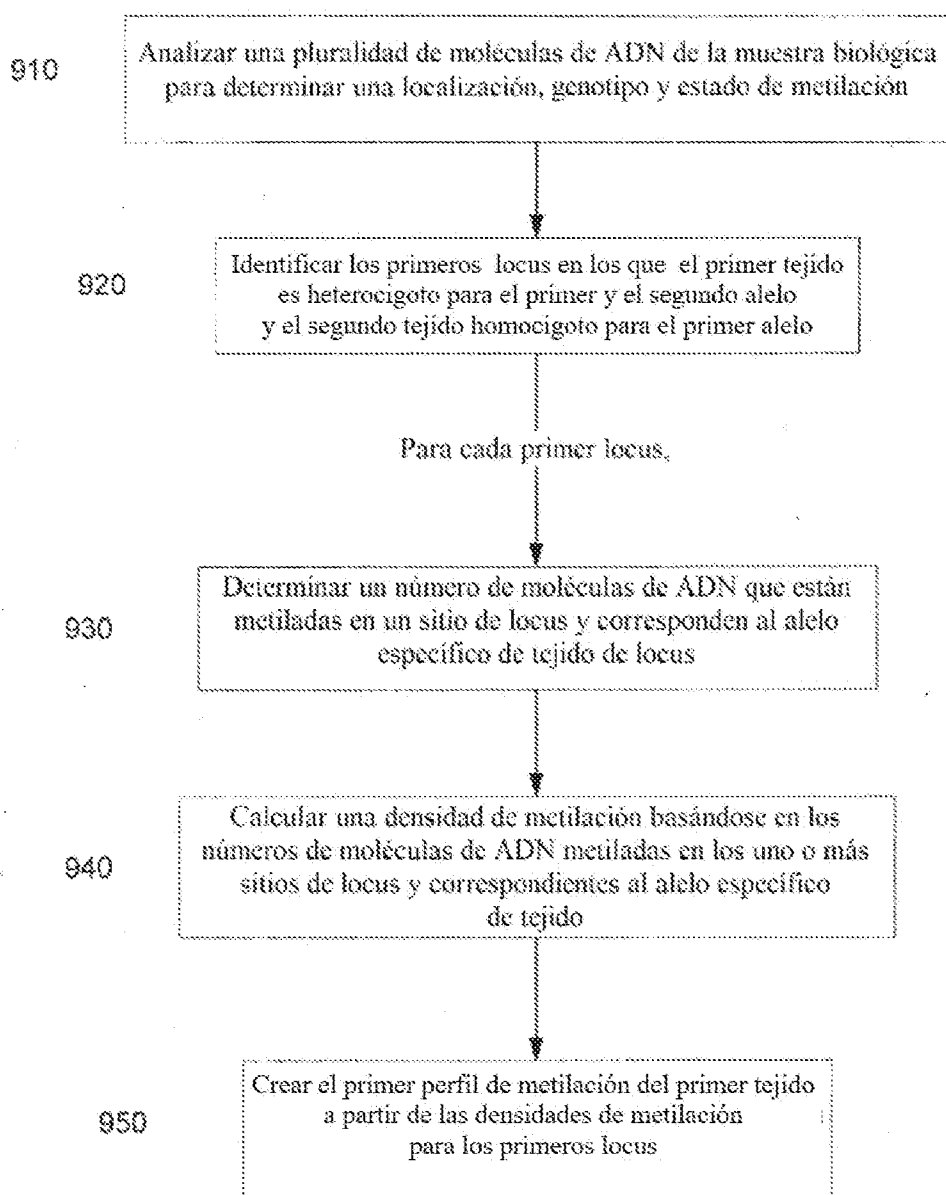 910
Analizar una pluralidad de moléculas de ADN de la muestra biológica
para determinar una localización, genotipo y estado de metilación
920
Identificar los primeros locus en los que el primer tejido
es heterocigoto para el primer y el segundo alelo
y el segundo tejido homocigoto para el primer alelo
Para cada primer locus,
930
Determinar un número de moléculas de ADN que están
metiladas en un sitio de locus y corresponden al alelo
específico de tejido de locus
940
Calcular una densidad de metilación basándose en los
números de moléculas de ADN metiladas en los uno o más
sitios de locus y correspondientes al alelo específico
de tejido
950
Crear el primer perfil de metilación del primer tejido
a partir de las densidades de metilación
para los primeros locus